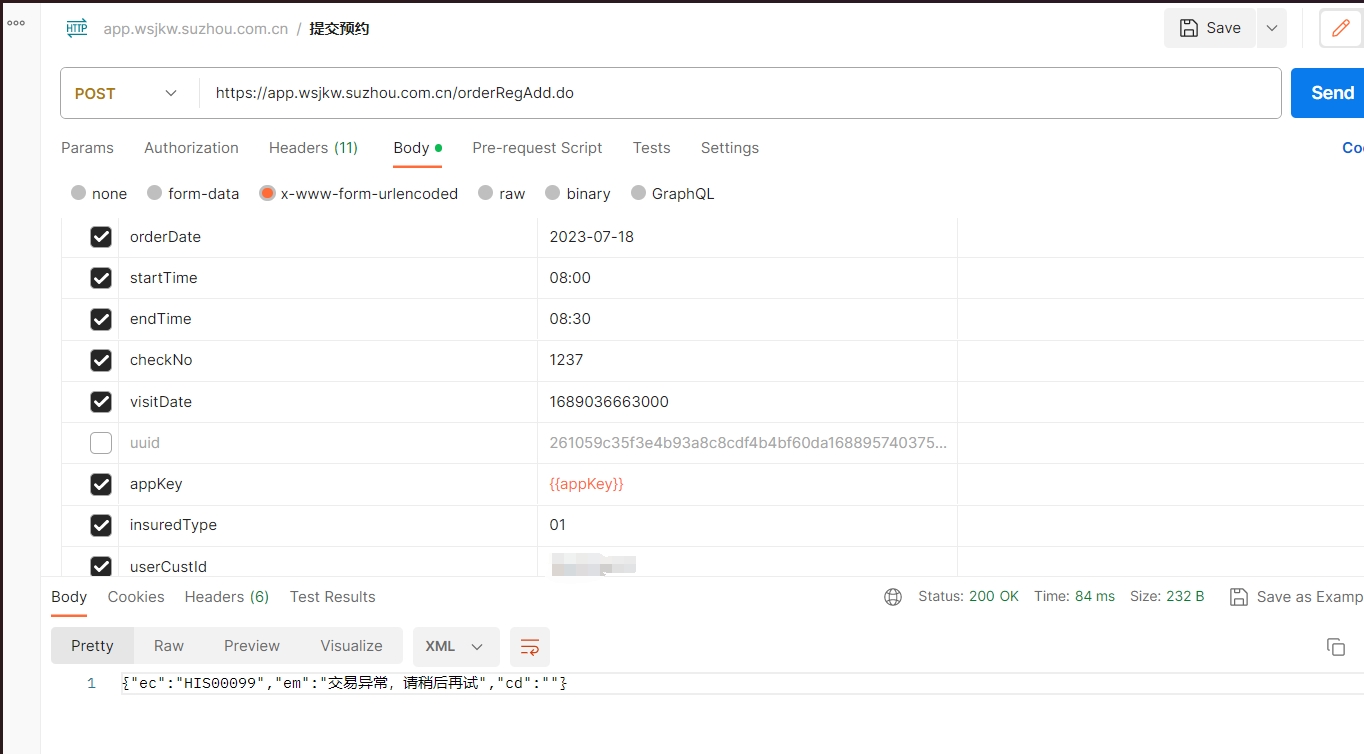 HTTP app.wsjkw.suzhou.com.cn / 提交预约 Save
POST https://app.wsjkw.suzhou.com.cn/orderRegAdd.do Send
Params Authorization Headers (11) Body Pre-request Script Tests Settings Coo
none form-data x-www-form-urlencoded raw binary GraphQL
orderDate 2023-07-18
startTime 08:00
endTime 08:30
checkNo 1237
visitDate 1689036663000
uuid 261059c35f3e4b93a8c8cdf4b4bf60da168895740375...
appKey {{appKey}}
insuredType 01
userCustId
Body Cookies Headers (6) Test Results Status: 200 OK Time: 84 ms Size: 232 B Save as Examp
Pretty Raw Preview Visualize XML
1 {"ec":"HIS00099","em":"交易异常，请稍后再试","cd":""}